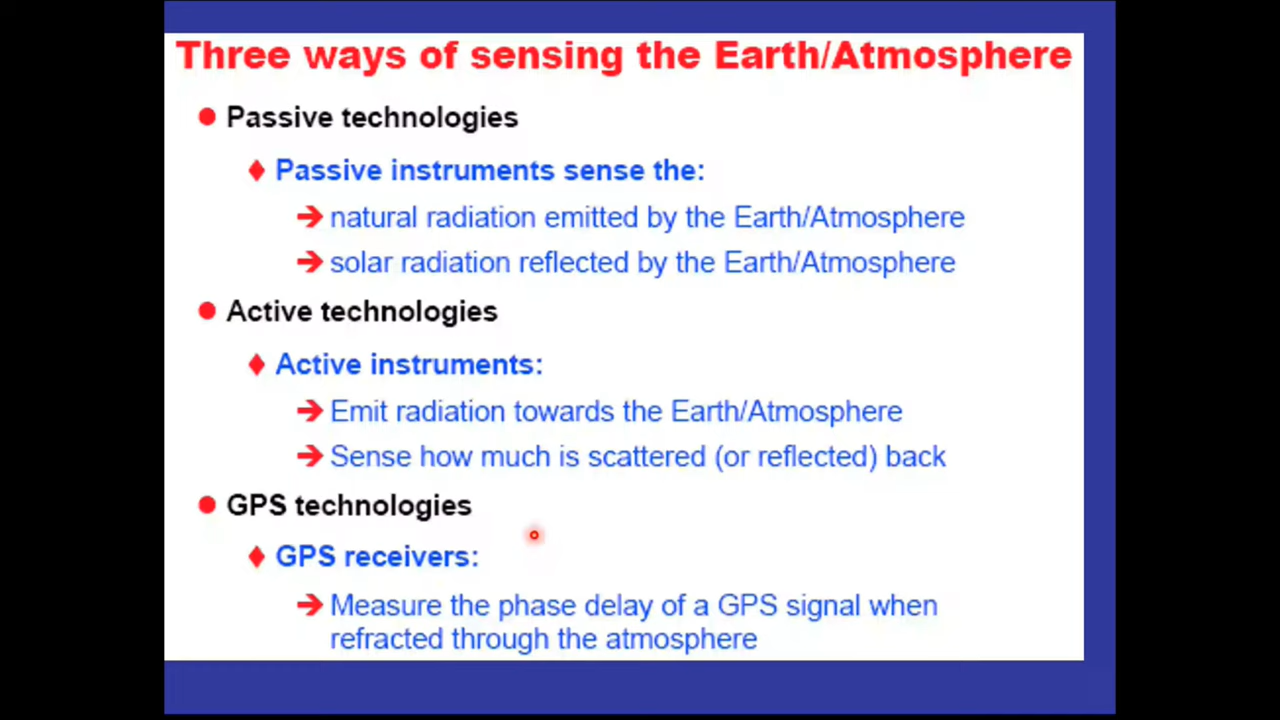 Three ways of sensing the Earth/Atmosphere
Passive technologies
Passive instruments sense the:
natural radiation emitted by the Earth/Atmosphere
solar radiation reflected by the Earth/Atmosphere
Active technologies
Active instruments:
Emit radiation towards the Earth/Atmosphere
Sense how much is scattered (or reflected) back
GPS technologies
GPS receivers:
Measure the phase delay of a GPS signal when
refracted through the atmosphere